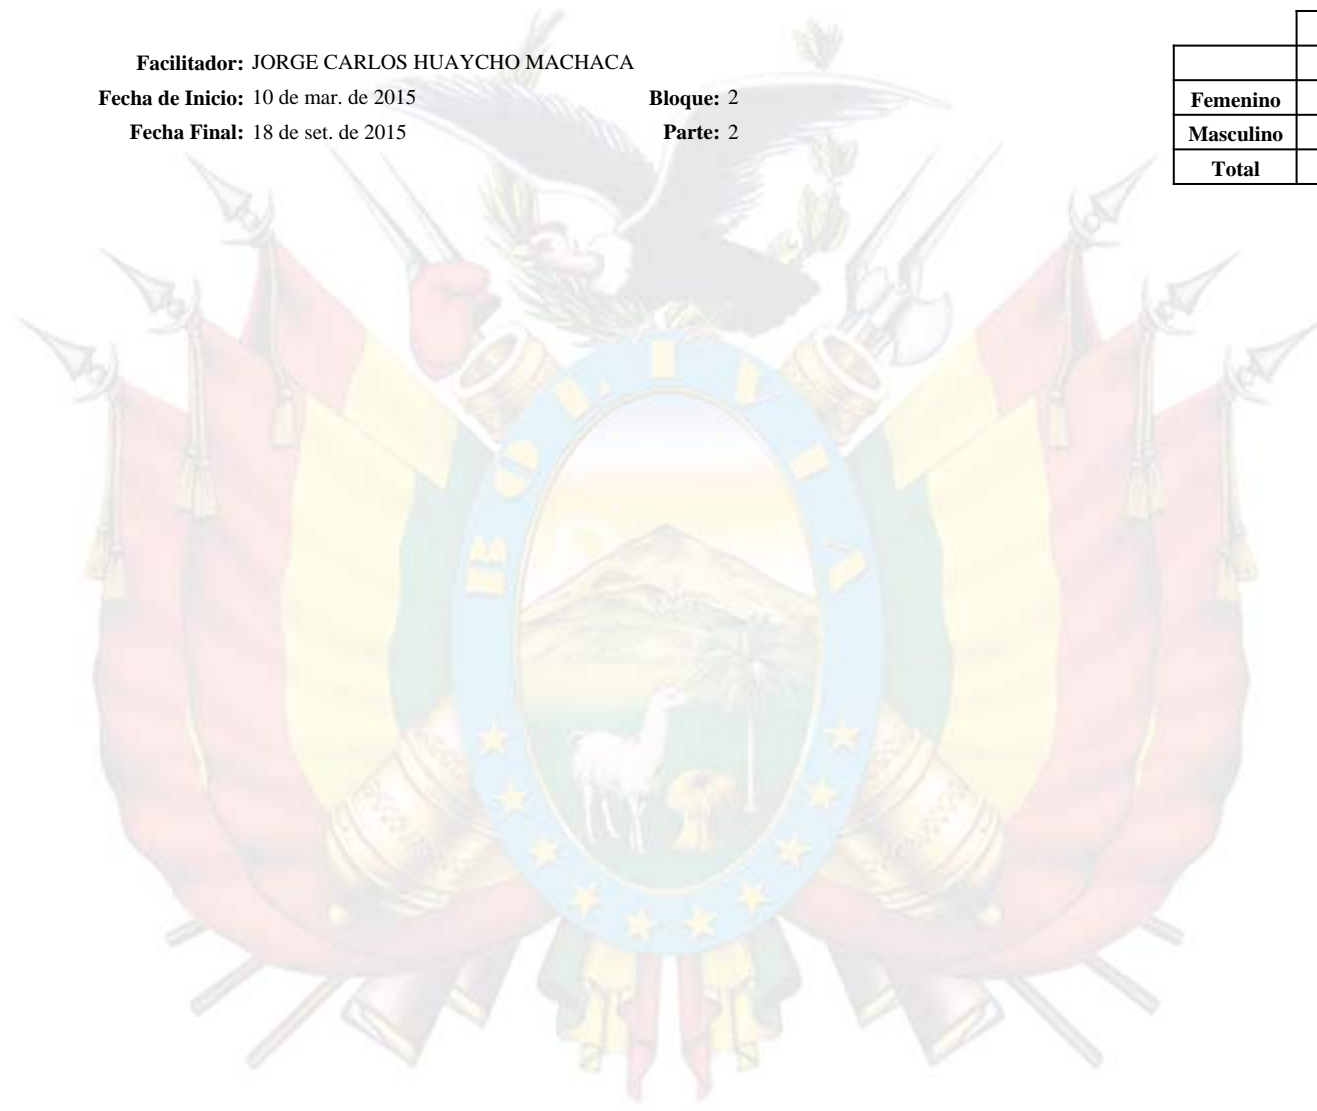 Facilitador: JORGE CARLOS HUAYCHO MACHACA
Fecha de Inicio: 10 de mar. de 2015 Bloque: 2
Fecha Final: 18 de set. de 2015 Parte: 2
Femenino
Masculino
Total
BOLIVIA